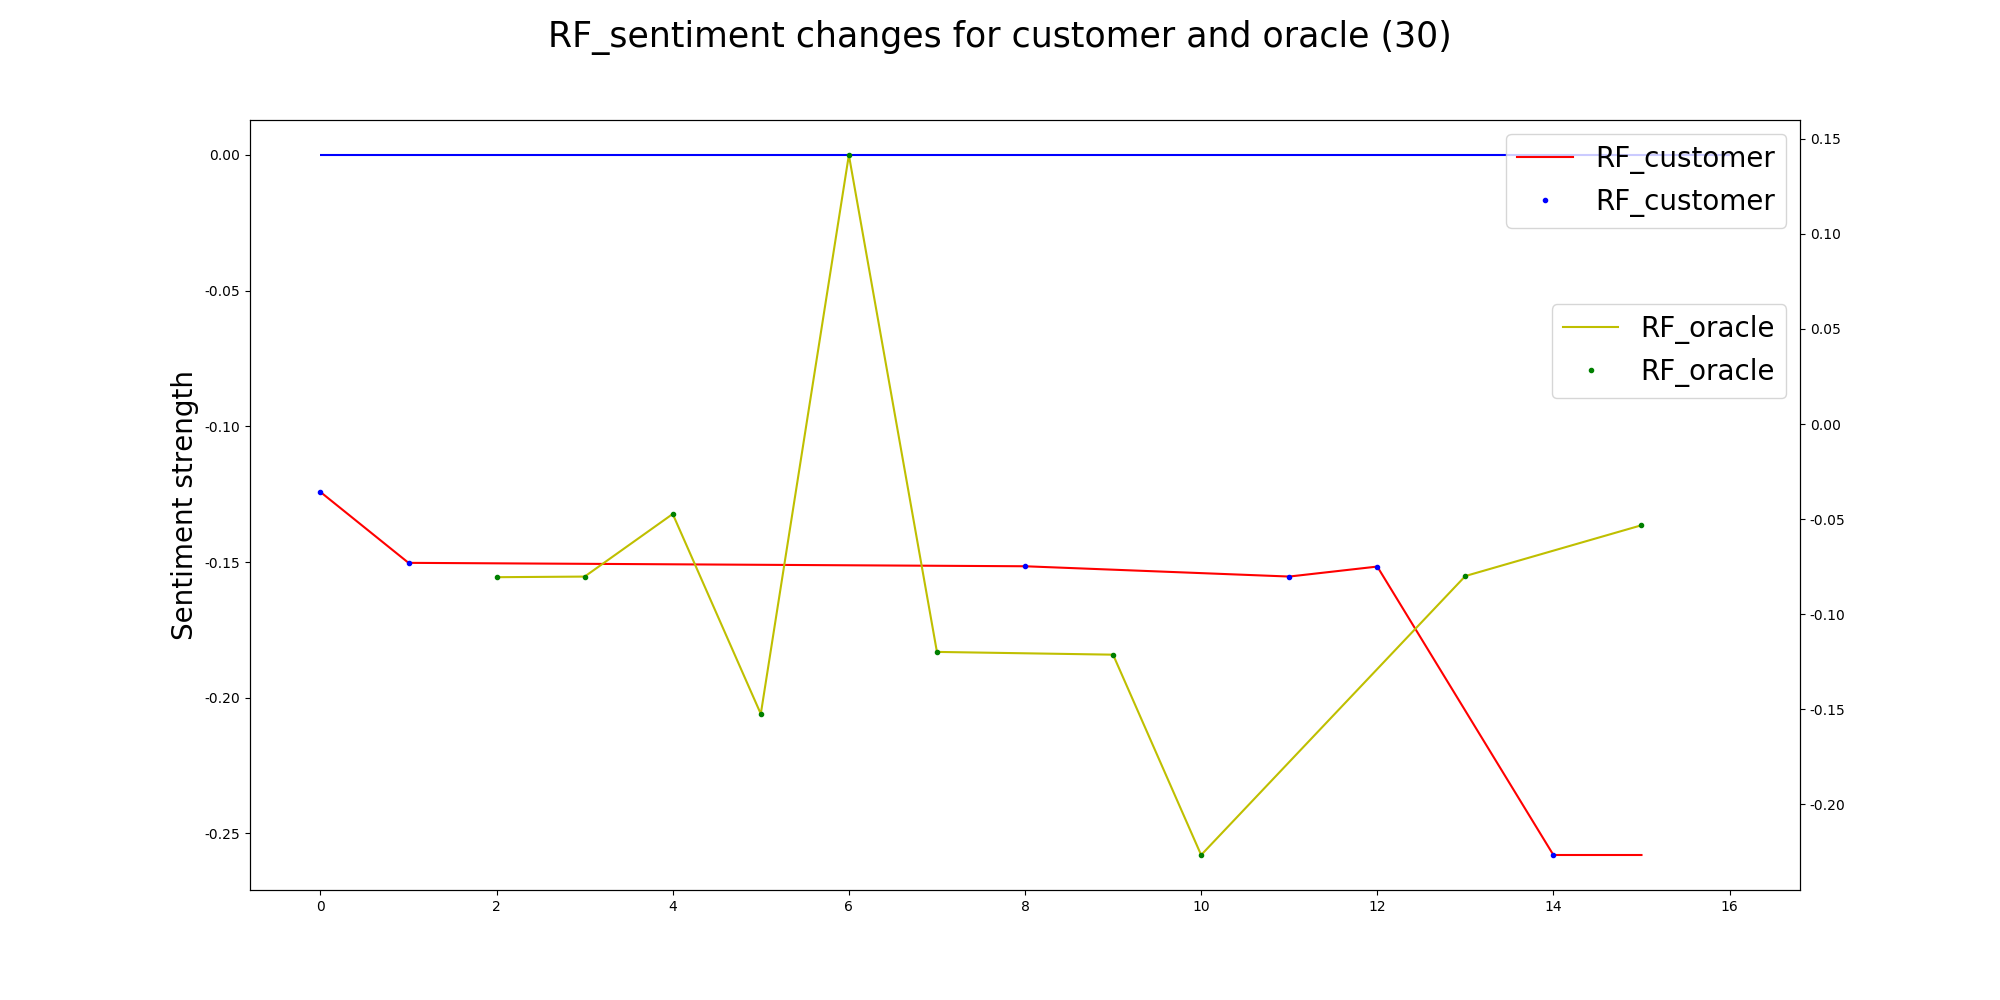 RF_sentiment changes for customer and oracle (30)
Sentiment strength
0.00
-0.05
-0.10
-0.15
-0.20
-0.25
0 2 4 6 8 10 12 14 16
0.15
0.10
0.05
0.00
-0.05
-0.10
-0.15
-0.20
RF_customer
RF_customer
RF_oracle
RF_oracle